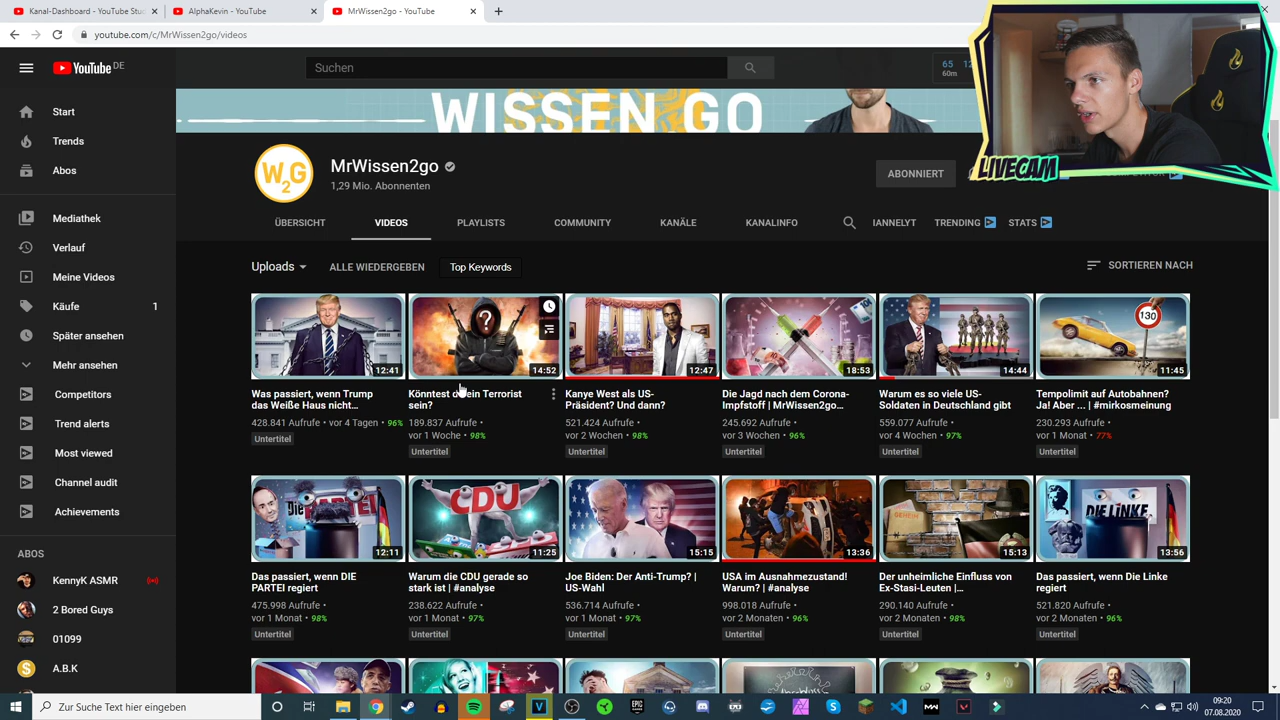 Kanal-Dashboard - YouTube Stu
AlphaKevin - YouTube
MrWissen2go - YouTube
youtube.com/c/MrWissen2go/videos
YouTube DE
Suchen
65
60m
WISSEN GO
LIVECAM
Start
Trends
Abos
Mediathek
Verlauf
Meine Videos
Käufe 1
Später ansehen
Mehr ansehen
Competitors
Trend alerts
Most viewed
Channel audit
Achievements
ABOS
KennyK ASMR
2 Bored Guys
01099
A.B.K
W2G
MrWissen2go
1,29 Mio. Abonnenten
ABONNIERT
ÜBERSICHT VIDEOS PLAYLISTS COMMUNITY KANÄLE KANALINFO IANNELYT TRENDING STATS
Uploads ALLE WIEDERGEBEN Top Keywords SORTIEREN NACH
12:41
Was passiert, wenn Trump
das Weiße Haus nicht…
428.841 Aufrufe • vor 4 Tagen • 96%
Untertitel
?
14:52
Könntest du ein Terrorist
sein?
189.837 Aufrufe •
vor 1 Woche • 98%
Untertitel
12:47
Kanye West als US-
Präsident? Und dann?
521.424 Aufrufe •
vor 2 Wochen • 98%
Untertitel
18:53
Die Jagd nach dem Corona-
Impfstoff | MrWissen2go…
245.692 Aufrufe •
vor 3 Wochen • 96%
Untertitel
14:44
Warum es so viele US-
Soldaten in Deutschland gibt
559.077 Aufrufe •
vor 4 Wochen • 97%
Untertitel
130
11:45
Tempolimit auf Autobahnen?
Ja! Aber ... | #mirkosmeinung
230.293 Aufrufe •
vor 1 Monat • 77%
Untertitel
Die
12:11
Das passiert, wenn DIE
PARTEI regiert
475.998 Aufrufe •
vor 1 Monat • 98%
Untertitel
CDU
11:25
Warum die CDU gerade so
stark ist | #analyse
238.622 Aufrufe •
vor 1 Monat • 97%
Untertitel
15:15
Joe Biden: Der Anti-Trump? |
US-Wahl
536.714 Aufrufe •
vor 1 Monat • 97%
Untertitel
13:36
USA im Ausnahmezustand!
Warum? | #analyse
998.018 Aufrufe •
vor 2 Monaten • 96%
Untertitel
GEHEIM
15:13
Der unheimliche Einfluss von
Ex-Stasi-Leuten |…
290.140 Aufrufe •
vor 2 Monaten • 98%
Untertitel
DIE LINKE
13:56
Das passiert, wenn Die Linke
regiert
521.820 Aufrufe •
vor 2 Monaten • 96%
Untertitel
Zur Suche Text hier eingeben
09:20
07.08.2020